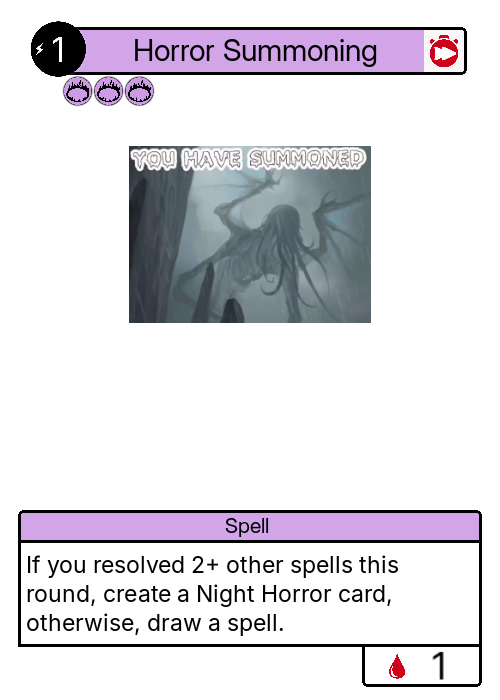 1 Horror Summoning
YOU HAVE SUMMONED
Spell
If you resolved 2+ other spells this
round, create a Night Horror card,
otherwise, draw a spell.
1